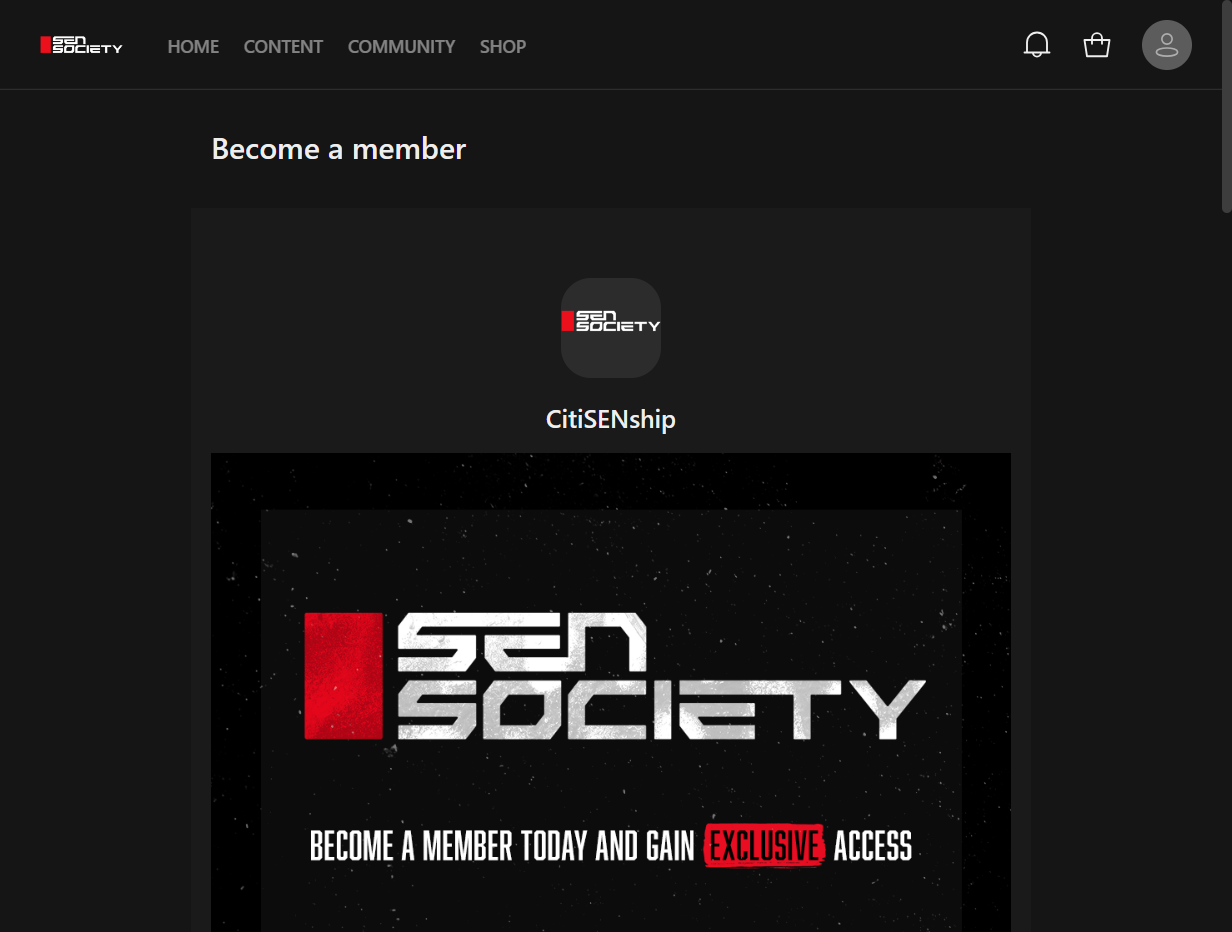 SEN
SOCIETY
HOME CONTENT COMMUNITY SHOP
Become a member
SEN
SOCIETY
CitiSENship
SEN
SOCIETY
BECOME A MEMBER TODAY AND GAIN EXCLUSIVE ACCESS